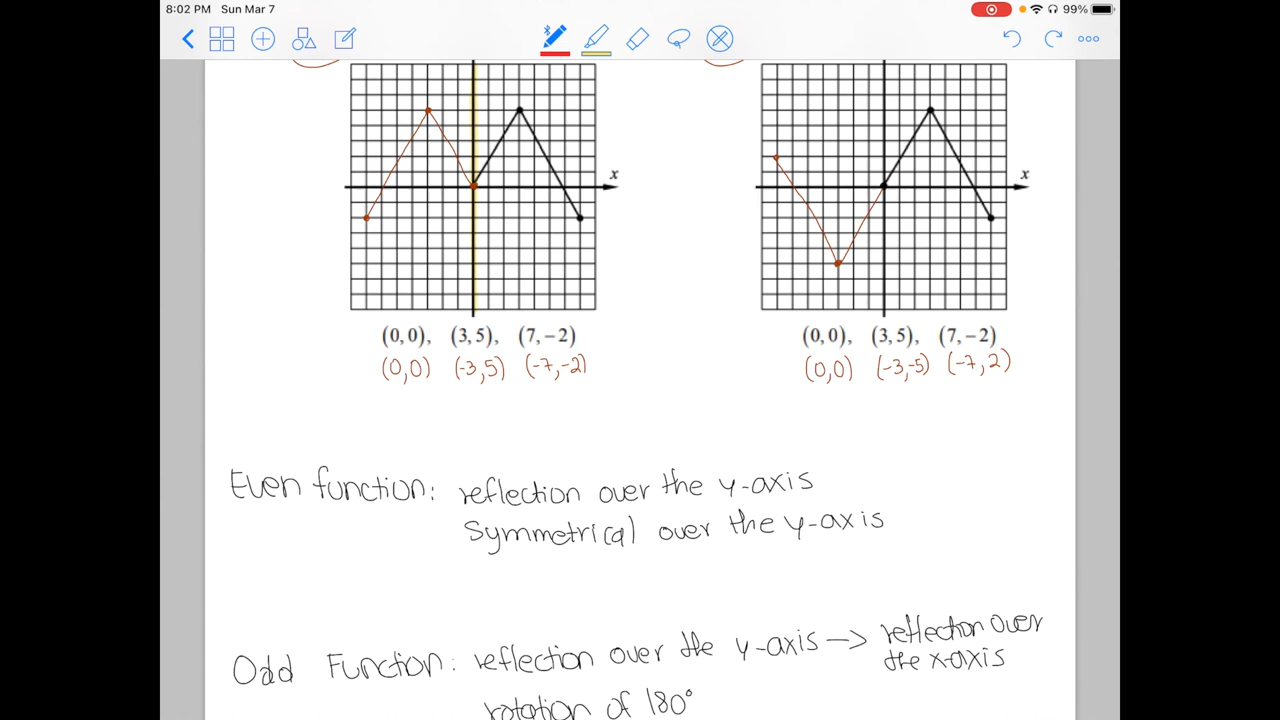 8:02 PM Sun Mar 7
99%
x
x
(0,0), (3,5), (7,−2)
(0,0) (-3,5) (-7,-2)
(0,0), (3,5), (7,−2)
(0,0) (-3,-5) (-7,2)
Even function: reflection over the y-axis
Symmetrical over the y-axis
Odd Function: reflection over the y-axis → reflection over
the x-axis
rotation of 180°